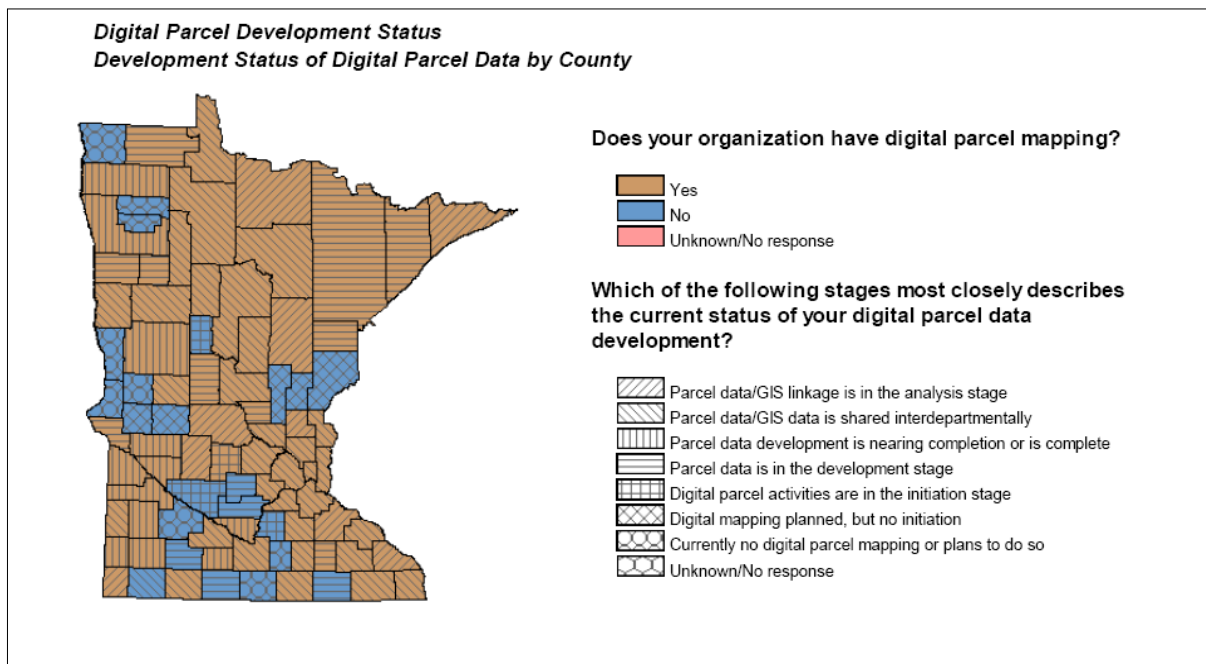 Digital Parcel Development Status
Development Status of Digital Parcel Data by County
Does your organization have digital parcel mapping?
Yes
No
Unknown/No response
Which of the following stages most closely describes
the current status of your digital parcel data
development?
Parcel data/GIS linkage is in the analysis stage
Parcel data/GIS data is shared interdepartmentally
Parcel data development is nearing completion or is complete
Parcel data is in the development stage
Digital parcel activities are in the initiation stage
Digital mapping planned, but no initiation
Currently no digital parcel mapping or plans to do so
Unknown/No response